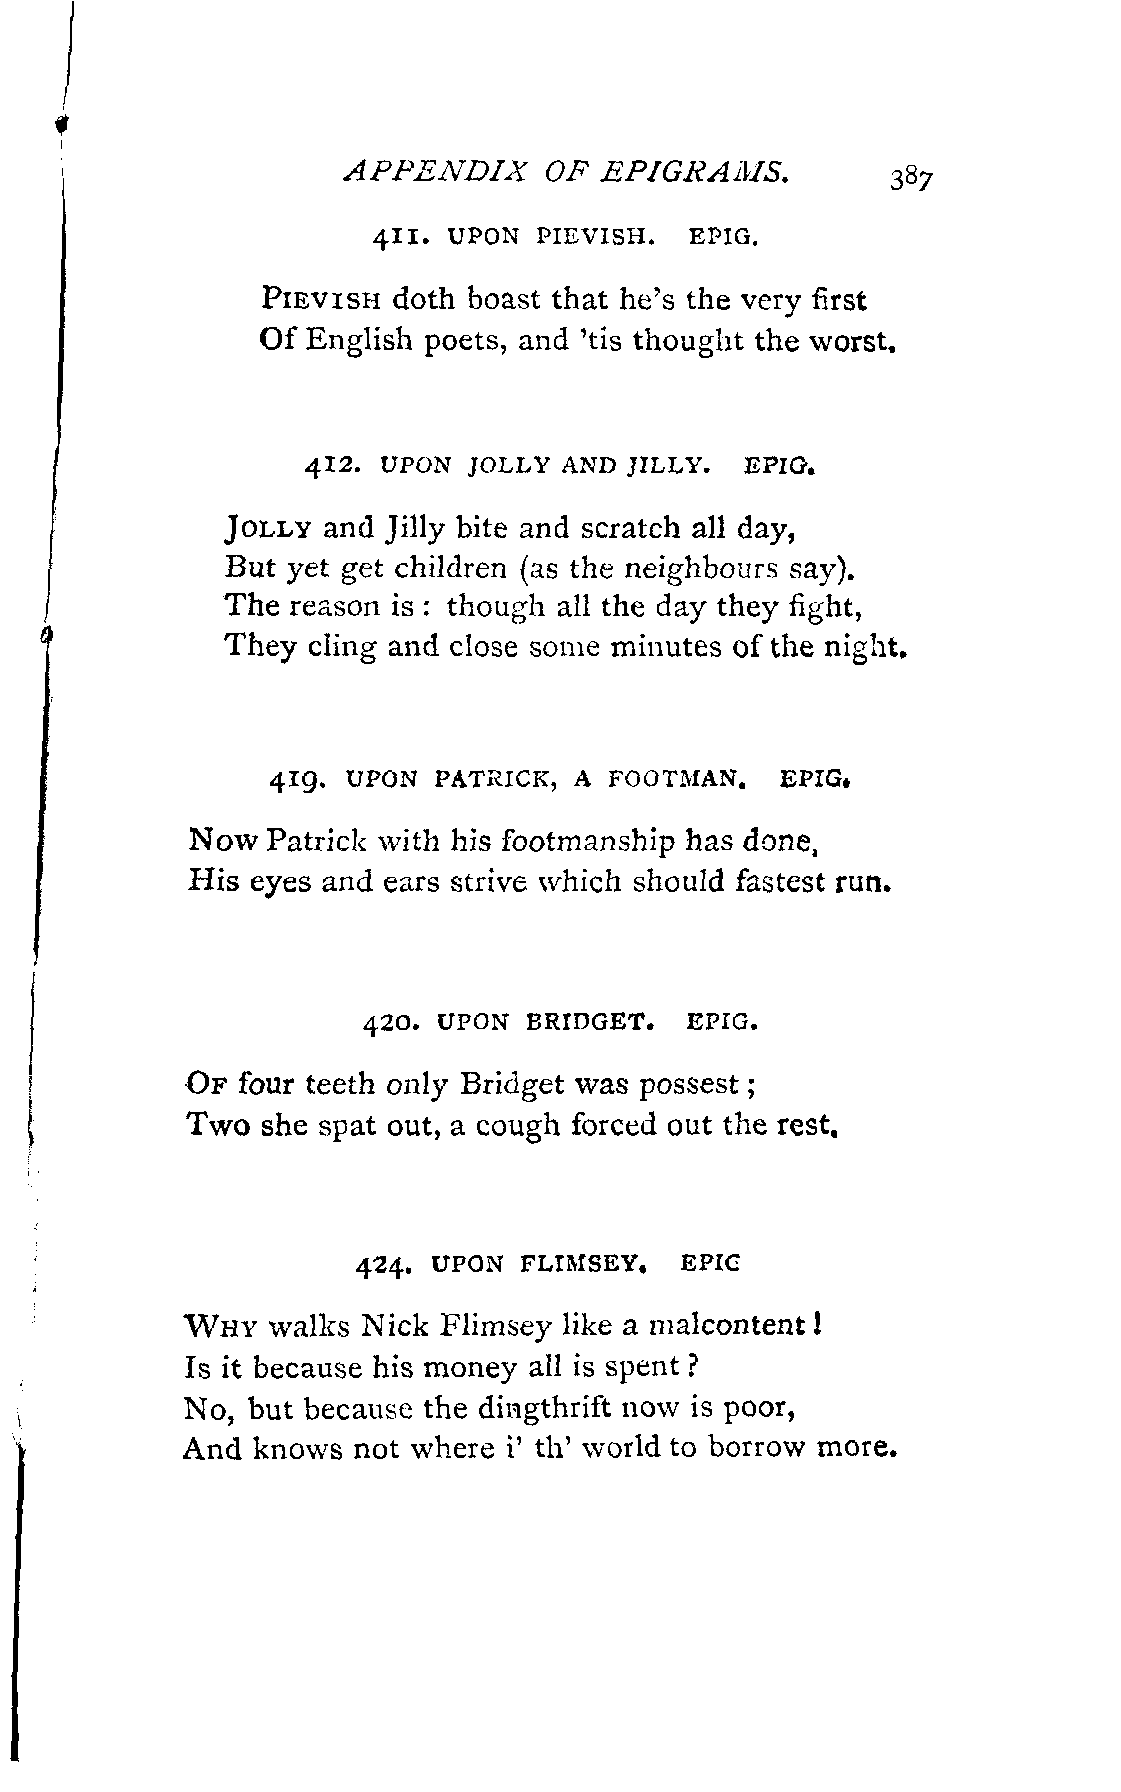 APPENDIX OF EPIGRAMS. 387
411. UPON PIEVISH. EPIG.
PIEVISH doth boast that he's the very first
Of English poets, and 'tis thought the worst.
412. UPON JOLLY AND JILLY. EPIG.
JOLLY and Jilly bite and scratch all day,
But yet get children (as the neighbours say).
The reason is : though all the day they fight,
They cling and close some minutes of the night.
419. UPON PATRICK, A FOOTMAN. EPIG.
Now Patrick with his footmanship has done,
His eyes and ears strive which should fastest run.
420. UPON BRIDGET. EPIG.
OF four teeth only Bridget was possest ;
Two she spat out, a cough forced out the rest.
424. UPON FLIMSEY. EPIG
WHY walks Nick Flimsey like a malcontent !
Is it because his money all is spent ?
No, but because the dingthrift now is poor,
And knows not where i' th' world to borrow more.